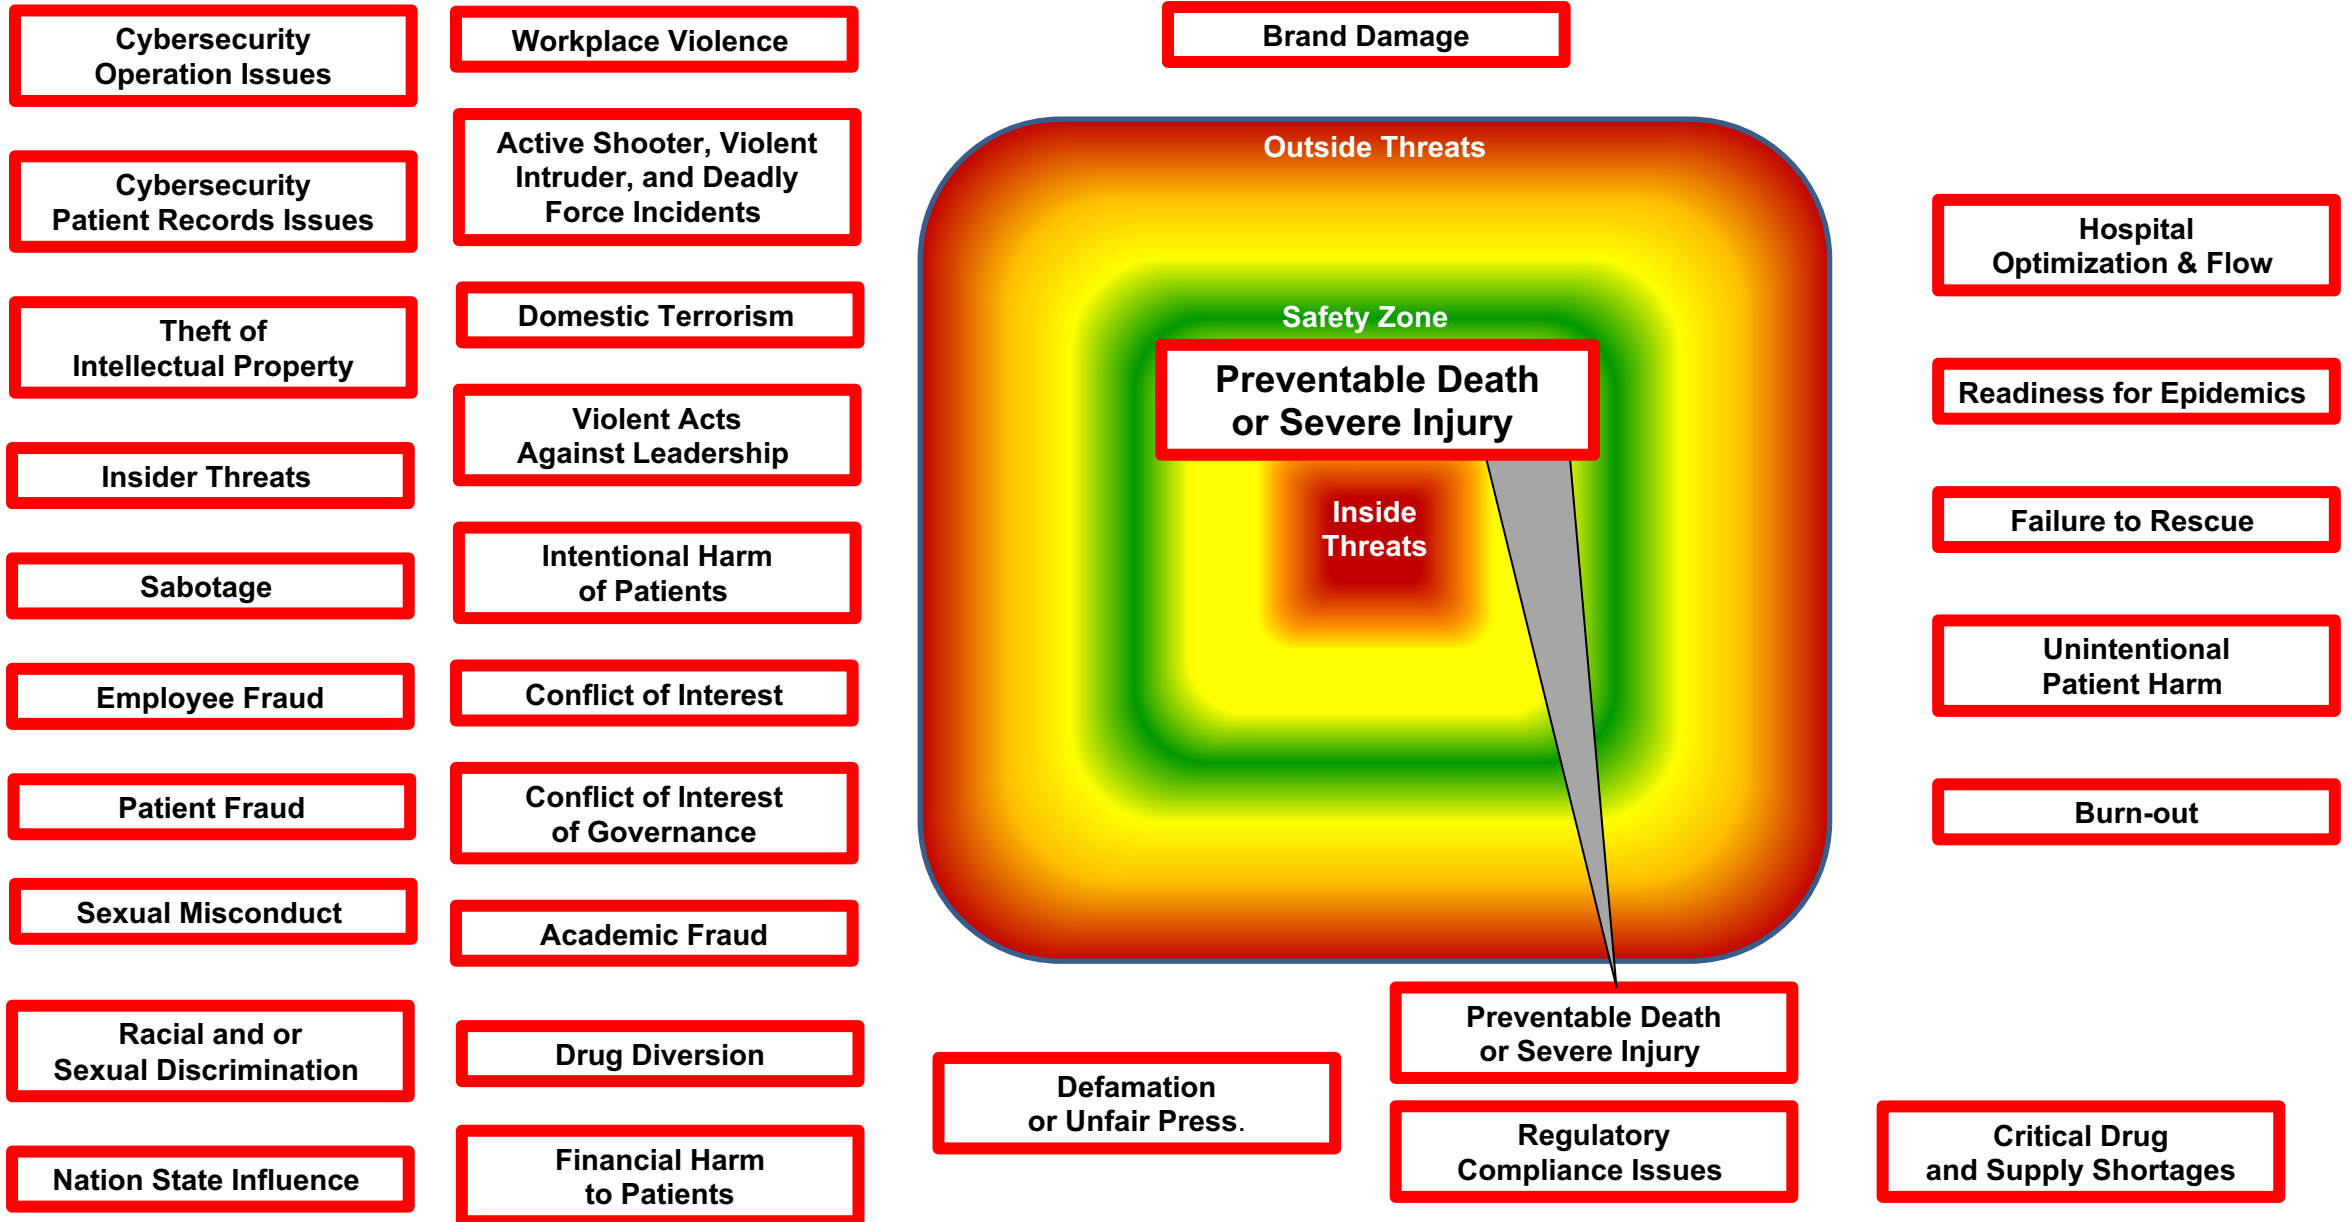 Cybersecurity
Operation Issues
Cybersecurity
Patient Records Issues
Theft of
Intellectual Property
Insider Threats
Sabotage
Employee Fraud
Patient Fraud
Sexual Misconduct
Racial and or
Sexual Discrimination
Nation State Influence
Workplace Violence
Active Shooter, Violent
Intruder, and Deadly
Force Incidents
Domestic Terrorism
Violent Acts
Against Leadership
Intentional Harm
of Patients
Conflict of Interest
Conflict of Interest
of Governance
Academic Fraud
Drug Diversion
Financial Harm
to Patients
Brand Damage
Outside Threats
Safety Zone
Preventable Death
or Severe Injury
Inside
Threats
Preventable Death
or Severe Injury
Defamation
or Unfair Press.
Regulatory
Compliance Issues
Critical Drug
and Supply Shortages
Hospital
Optimization & Flow
Readiness for Epidemics
Failure to Rescue
Unintentional
Patient Harm
Burn-out